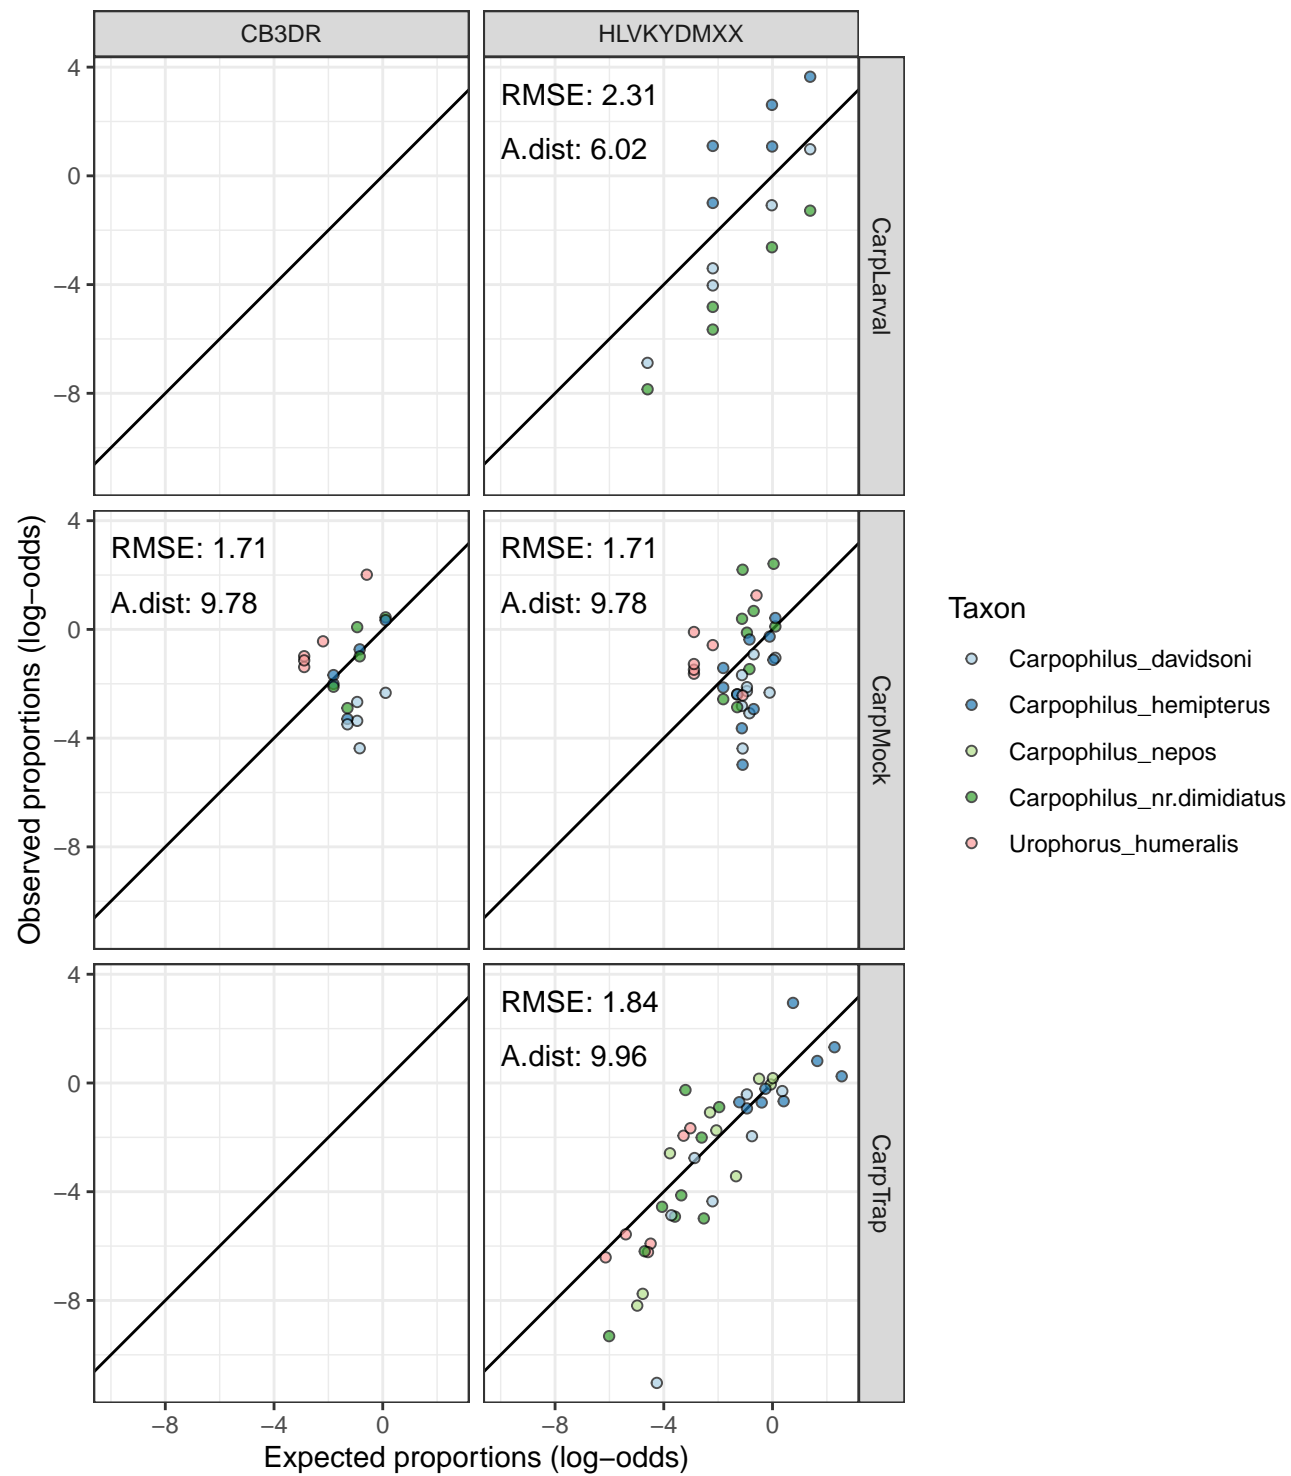 CB3DR
HLVKYDMXX
4
0
−4
−8
RMSE: 2.31
A.dist: 6.02
CarpLarval
Observed proportions (log−odds)
4
0
−4
−8
RMSE: 1.71
A.dist: 9.78
RMSE: 1.71
A.dist: 9.78
CarpMock
4
0
−4
−8
RMSE: 1.84
A.dist: 9.96
CarpTrap
−8 −4 0
−8 −4 0
Expected proportions (log−odds)
Taxon
Carpophilus_davidsoni
Carpophilus_hemipterus
Carpophilus_nepos
Carpophilus_nr.dimidiatus
Urophorus_humeralis